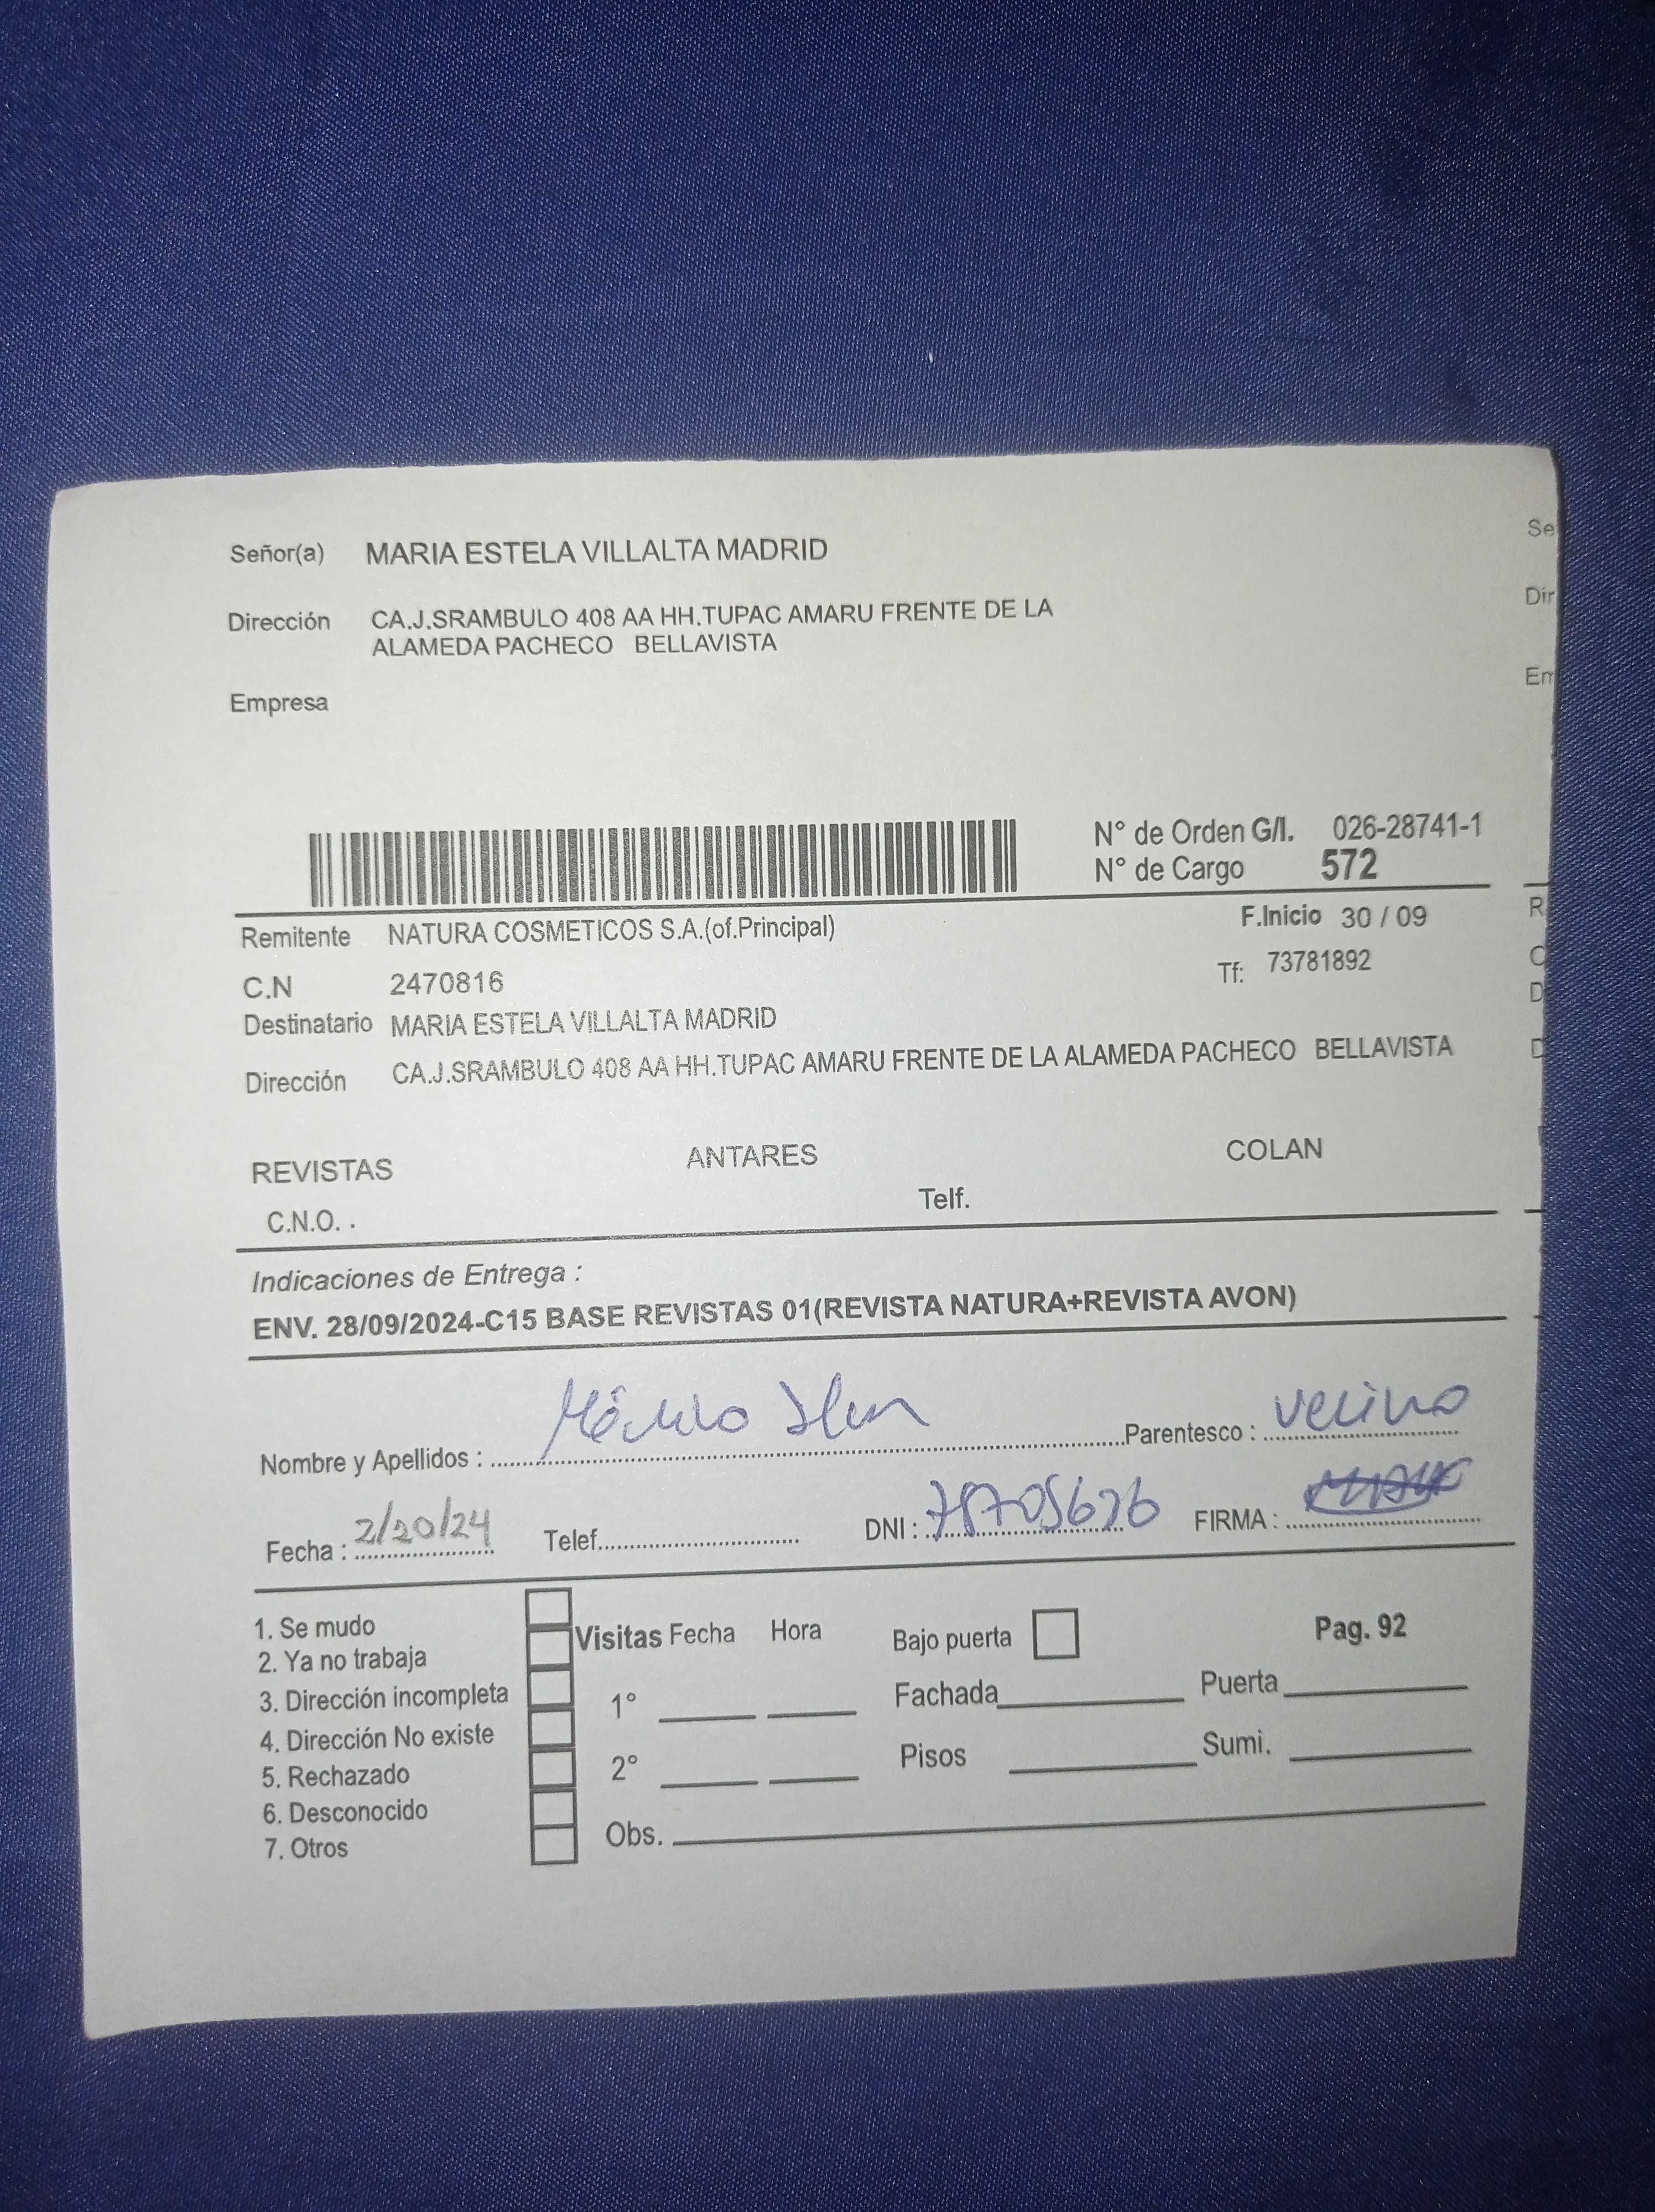 Señor(a) MARIA ESTELA VILLALTA MADRID
Se
Dirección CA.J.SRAMBULO 408 AA HH.TUPAC AMARU FRENTE DE LA
Dir
ALAMEDA PACHECO BELLAVISTA
Empresa
Em
N° de Orden G/I. 026-28741-1
N° de Cargo 572
Remitente NATURA COSMETICOS S.A.(of.Principal) F.Inicio 30 / 09
R
C.N 2470816 Tf: 73781892
C
Destinatario MARIA ESTELA VILLALTA MADRID
D
Dirección CA.J.SRAMBULO 408 AA HH.TUPAC AMARU FRENTE DE LA ALAMEDA PACHECO BELLAVISTA
D
REVISTAS ANTARES COLAN
C.N.O. . Telf.
Indicaciones de Entrega :
ENV. 28/09/2024-C15 BASE REVISTAS 01(REVISTA NATURA+REVISTA AVON)
Nombre y Apellidos : Parentesco : vecino
Fecha : 2/20/24 Telef. DNI : FIRMA :
1. Se mudo
2. Ya no trabaja
3. Dirección incompleta
4. Dirección No existe
5. Rechazado
6. Desconocido
7. Otros
Visitas Fecha Hora
1°
2°
Obs.
Bajo puerta Pag. 92
Fachada Puerta
Pisos Sumi.